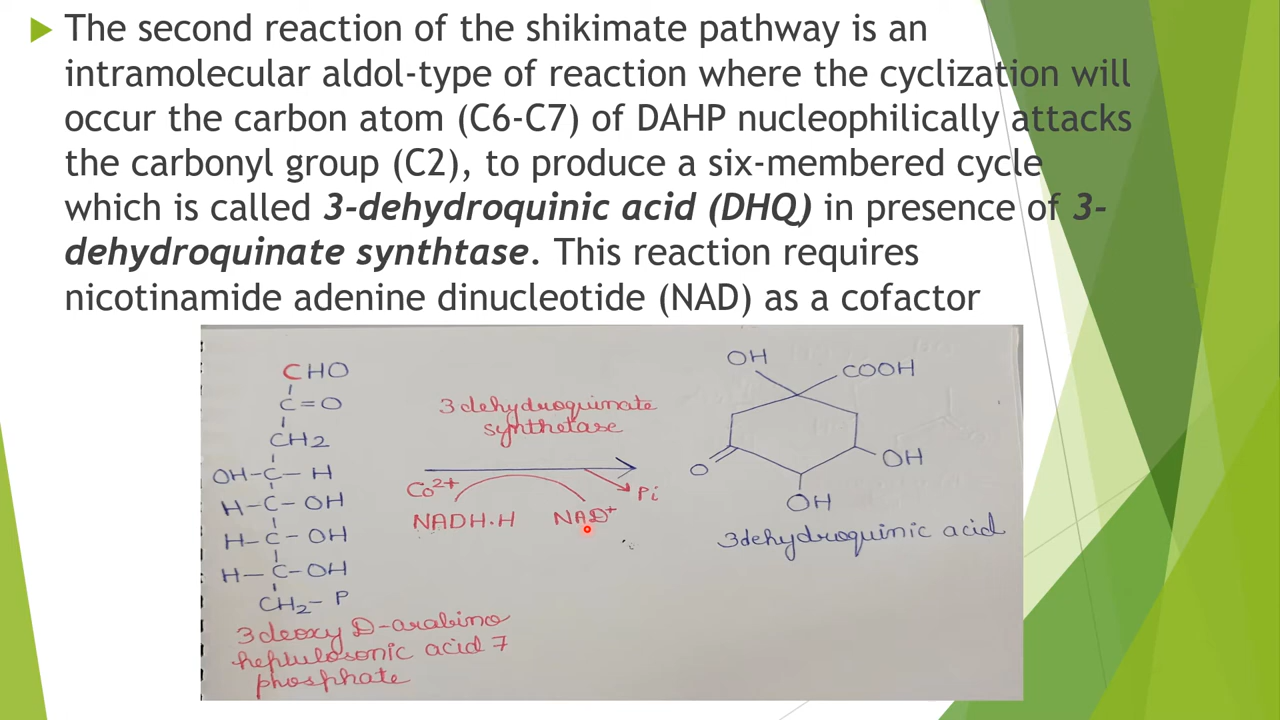 The second reaction of the shikimate pathway is an
intramolecular aldol-type of reaction where the cyclization will
occur the carbon atom (C6-C7) of DAHP nucleophilically attacks
the carbonyl group (C2), to produce a six-membered cycle
which is called 3-dehydroquinic acid (DHQ) in presence of 3-
dehydroquinate synthtase. This reaction requires
nicotinamide adenine dinucleotide (NAD) as a cofactor
CHO
C=O
CH2
OH-C-H
H-C-OH
H-C-OH
H-C-OH
CH2-P
3 deoxy D-arabino
heptulosonic acid 7
phosphate
3 dehydroquinate
synthetase
Co2+
NADH.H
NAD+
Pi
OH
COOH
O
OH
OH
3dehydroquinic acid